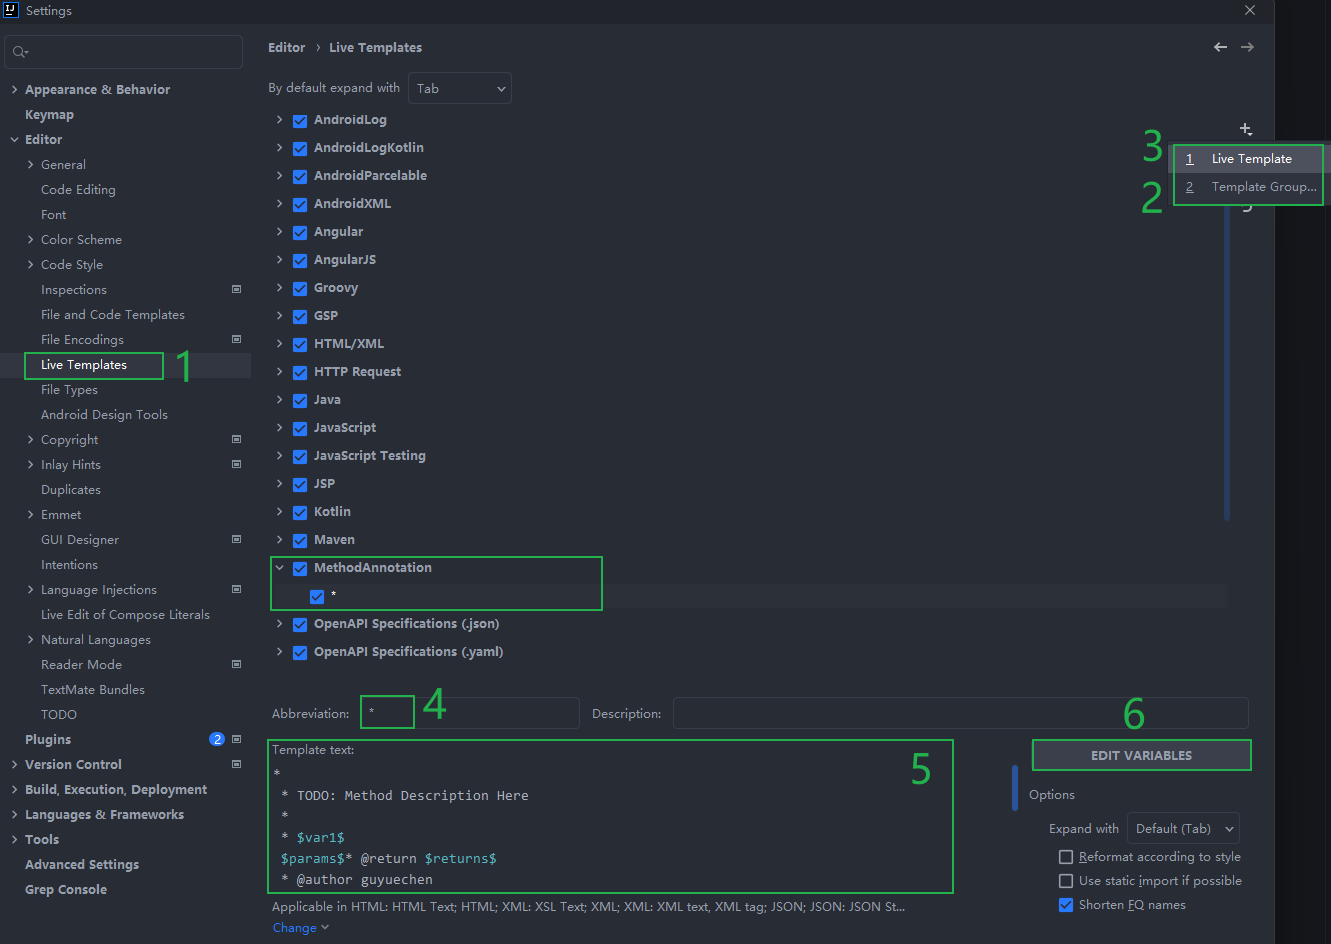 IJ
Settings
Appearance & Behavior
Keymap
Editor
General
Code Editing
Font
Color Scheme
Code Style
Inspections
File and Code Templates
File Encodings
Live Templates
1
File Types
Android Design Tools
Copyright
Inlay Hints
Duplicates
Emmet
GUI Designer
Intentions
Language Injections
Live Edit of Compose Literals
Natural Languages
Reader Mode
TextMate Bundles
TODO
Plugins 2
Version Control
Build, Execution, Deployment
Languages & Frameworks
Tools
Advanced Settings
Grep Console
Editor › Live Templates
By default expand with Tab
AndroidLog
AndroidLogKotlin
AndroidParcelable
AndroidXML
Angular
AngularJS
Groovy
GSP
HTML/XML
HTTP Request
Java
JavaScript
JavaScript Testing
JSP
Kotlin
Maven
MethodAnnotation
*
OpenAPI Specifications (.json)
OpenAPI Specifications (.yaml)
3
1 Live Template
2
2 Template Group...
Abbreviation: *
4
Description:
Template text:
5
*
* TODO: Method Description Here
*
* $var1$
$params$* @return $returns$
* @author guyuechen
Applicable in HTML: HTML Text; HTML; XML: XSL Text; XML; XML: XML text, XML tag; JSON; JSON: JSON St...
Change
6
EDIT VARIABLES
Options
Expand with Default (Tab)
Reformat according to style
Use static import if possible
Shorten FQ names